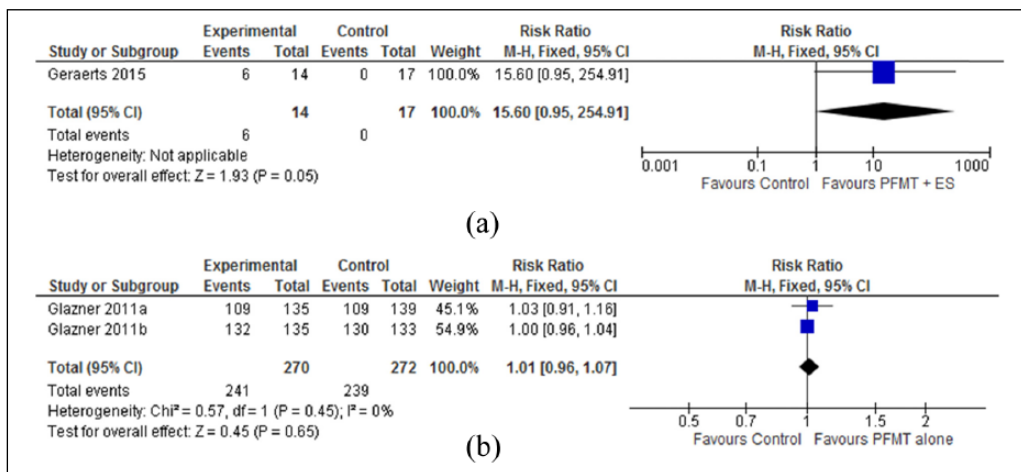 Experimental Control Risk Ratio Risk Ratio
Study or Subgroup Events Total Events Total Weight M-H, Fixed, 95% CI M-H, Fixed, 95% CI
Geraerts 2015 6 14 0 17 100.0% 15.60 [0.95, 254.91]
Total (95% CI) 14 17 100.0% 15.60 [0.95, 254.91]
Total events 6 0
Heterogeneity: Not applicable
Test for overall effect: Z = 1.93 (P = 0.05)
0.001 0.1 1 10 1000
Favours Control Favours PFMT + ES
(a)
Experimental Control Risk Ratio Risk Ratio
Study or Subgroup Events Total Events Total Weight M-H, Fixed, 95% CI M-H, Fixed, 95% CI
Glazner 2011a 109 135 109 139 45.1% 1.03 [0.91, 1.16]
Glazner 2011b 132 135 130 133 54.9% 1.00 [0.96, 1.04]
Total (95% CI) 270 272 100.0% 1.01 [0.96, 1.07]
Total events 241 239
Heterogeneity: Chi² = 0.57, df = 1 (P = 0.45); I² = 0%
Test for overall effect: Z = 0.45 (P = 0.65)
0.5 0.7 1 1.5 2
Favours Control Favours PFMT alone
(b)